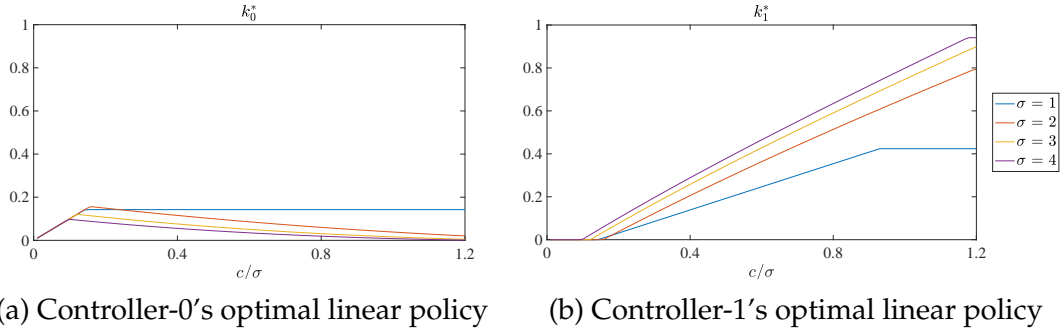 k₀*
1
0.8
0.6
0.4
0.2
0
0 0.4 0.8 1.2
c/σ
(a) Controller-0's optimal linear policy
k₁*
1
0.8
0.6
0.4
0.2
0
0 0.4 0.8 1.2
c/σ
(b) Controller-1's optimal linear policy
σ = 1
σ = 2
σ = 3
σ = 4